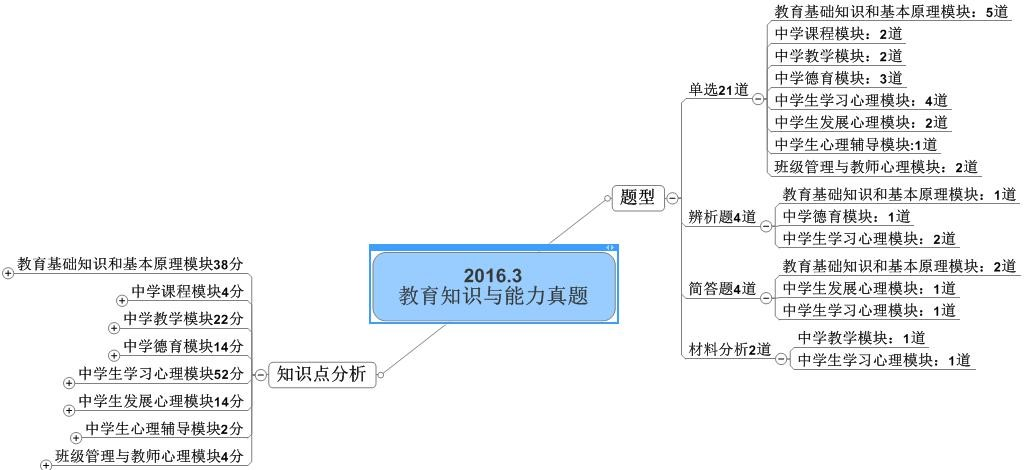 2016.3
教育知识与能力真题
题型
单选21道
教育基础知识和基本原理模块：5道
中学课程模块：2道
中学教学模块：2道
中学德育模块：3道
中学生学习心理模块：4道
中学生发展心理模块：2道
中学生心理辅导模块:1道
班级管理与教师心理模块：2道
辨析题4道
教育基础知识和基本原理模块：1道
中学德育模块：1道
中学生学习心理模块：2道
简答题4道
教育基础知识和基本原理模块：2道
中学生发展心理模块：1道
中学生学习心理模块：1道
材料分析2道
中学教学模块：1道
中学生学习心理模块：1道
知识点分析
教育基础知识和基本原理模块38分
中学课程模块4分
中学教学模块22分
中学德育模块14分
中学生学习心理模块52分
中学生发展心理模块14分
中学生心理辅导模块2分
班级管理与教师心理模块4分